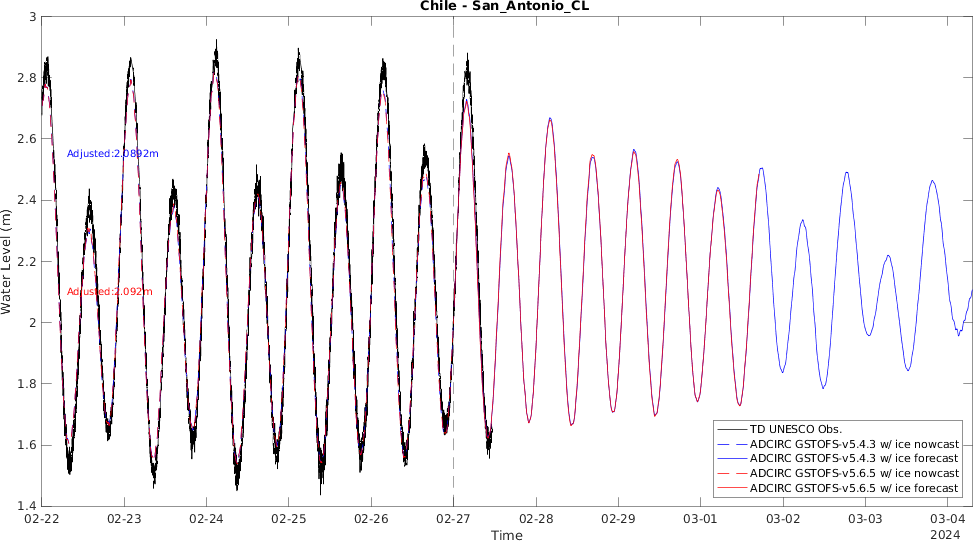 Chile - San_Antonio_CL
3
2.8
2.6
2.4
2.2
2
1.8
1.6
1.4
Water Level (m)
Adjusted:2.0892m
Adjusted:2.092m
TD UNESCO Obs.
ADCIRC GSTOFS-v5.4.3 w/ ice nowcast
ADCIRC GSTOFS-v5.4.3 w/ ice forecast
ADCIRC GSTOFS-v5.6.5 w/ ice nowcast
ADCIRC GSTOFS-v5.6.5 w/ ice forecast
02-22 02-23 02-24 02-25 02-26 02-27 02-28 02-29 03-01 03-02 03-03 03-04
2024
Time